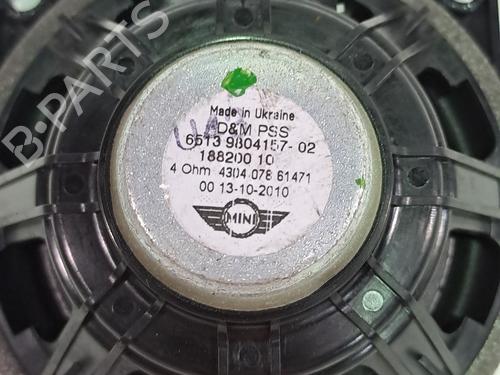 Made in Ukraine
D&M PSS
6513 9804157- 02
188200 10
4 Ohm 4304.078 61471
00 13-10-2010
MINI
B-PARTS